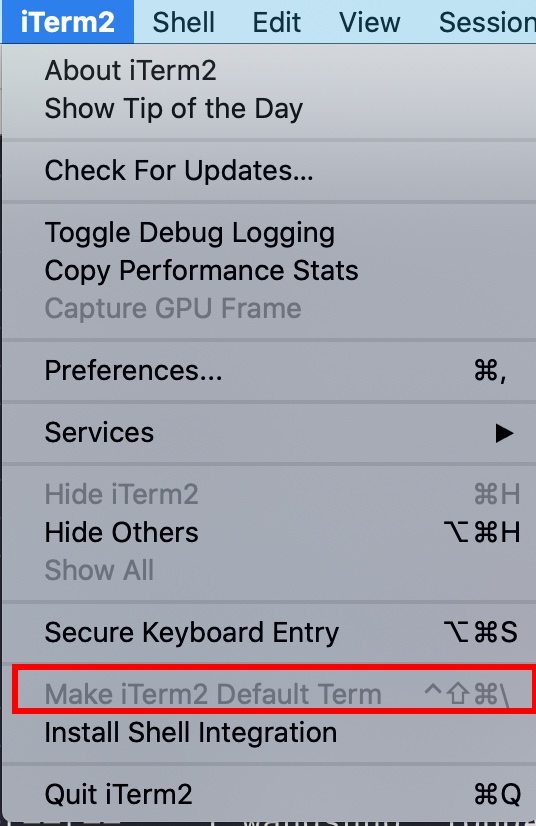 iTerm2 Shell Edit View Session
About iTerm2
Show Tip of the Day
Check For Updates...
Toggle Debug Logging
Copy Performance Stats
Capture GPU Frame
Preferences... ⌘,
Services ▶
Hide iTerm2 ⌘H
Hide Others ⌥⌘H
Show All
Secure Keyboard Entry ⌥⌘S
Make iTerm2 Default Term ^⇧⌘\
Install Shell Integration
Quit iTerm2 ⌘Q